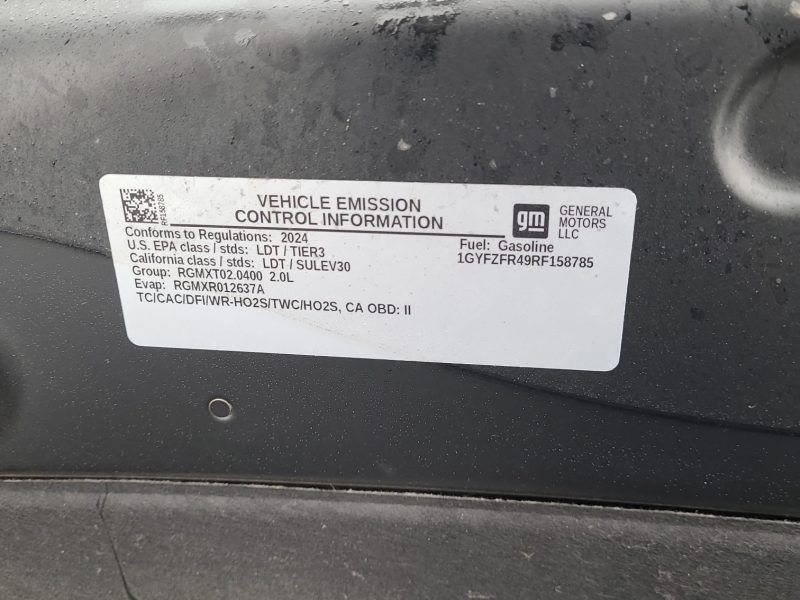 RF158785
VEHICLE EMISSION
CONTROL INFORMATION
gm
GENERAL
MOTORS
LLC
Conforms to Regulations: 2024
U.S. EPA class / stds: LDT / TIER3
California class / stds: LDT / SULEV30
Group: RGMXT02.0400 2.0L
Evap: RGMXR012637A
TC/CAC/DFI/WR-HO2S/TWC/HO2S, CA OBD: II
Fuel: Gasoline
1GYFZFR49RF158785